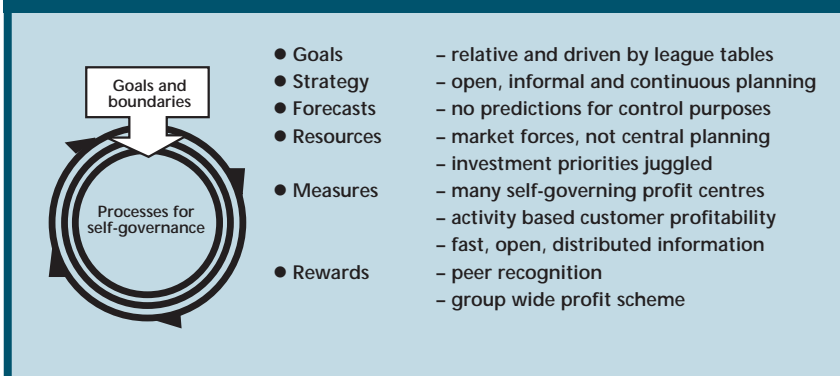 Goals and
boundaries
Processes for
self-governance
● Goals – relative and driven by league tables
● Strategy – open, informal and continuous planning
● Forecasts – no predictions for control purposes
● Resources – market forces, not central planning
– investment priorities juggled
● Measures – many self-governing profit centres
– activity based customer profitability
– fast, open, distributed information
● Rewards – peer recognition
– group wide profit scheme